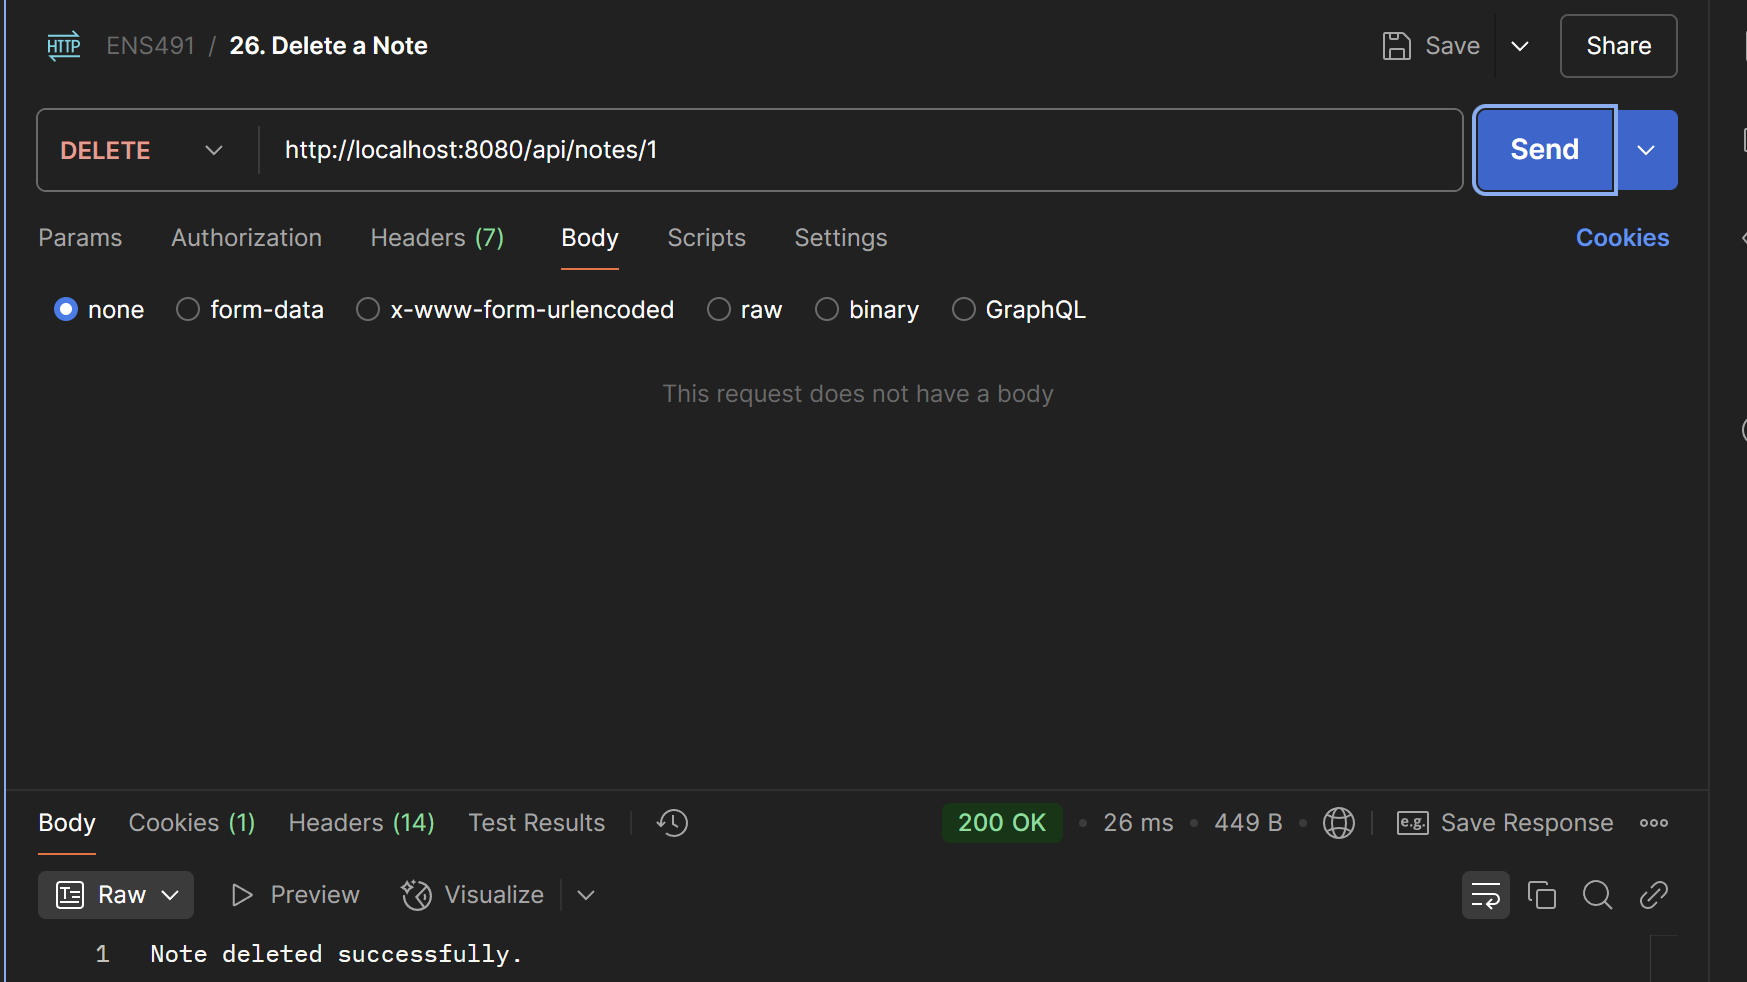 HTTP ENS491 / 26. Delete a Note Save Share
DELETE http://localhost:8080/api/notes/1 Send
Params Authorization Headers (7) Body Scripts Settings Cookies
none form-data x-www-form-urlencoded raw binary GraphQL
This request does not have a body
Body Cookies (1) Headers (14) Test Results 200 OK • 26 ms • 449 B • e.g. Save Response
Raw Preview Visualize
1 Note deleted successfully.